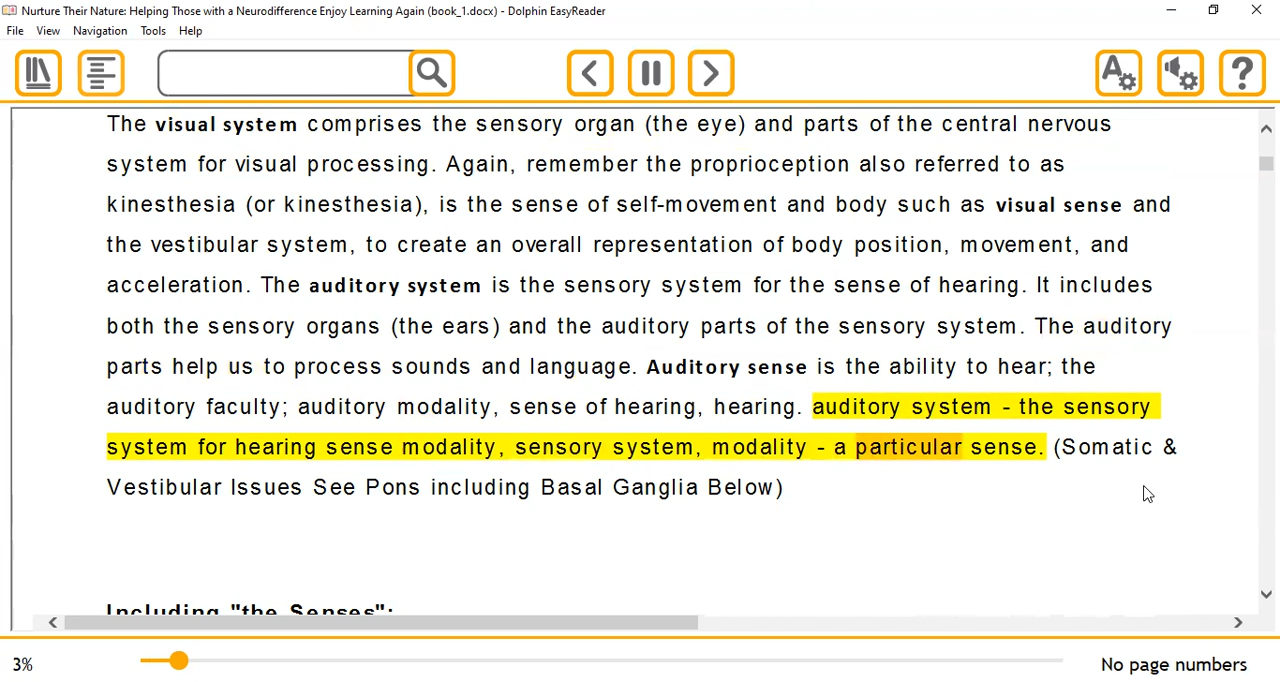 Nurture Their Nature: Helping Those with a Neurodifference Enjoy Learning Again (book_1.docx) - Dolphin EasyReader
File View Navigation Tools Help
The visual system comprises the sensory organ (the eye) and parts of the central nervous
system for visual processing. Again, remember the proprioception also referred to as
kinesthesia (or kinesthesia), is the sense of self-movement and body such as visual sense and
the vestibular system, to create an overall representation of body position, movement, and
acceleration. The auditory system is the sensory system for the sense of hearing. It includes
both the sensory organs (the ears) and the auditory parts of the sensory system. The auditory
parts help us to process sounds and language. Auditory sense is the ability to hear; the
auditory faculty; auditory modality, sense of hearing, hearing. auditory system - the sensory
system for hearing sense modality, sensory system, modality - a particular sense. (Somatic &
Vestibular Issues See Pons including Basal Ganglia Below)
Including "the Senses":
3%
No page numbers